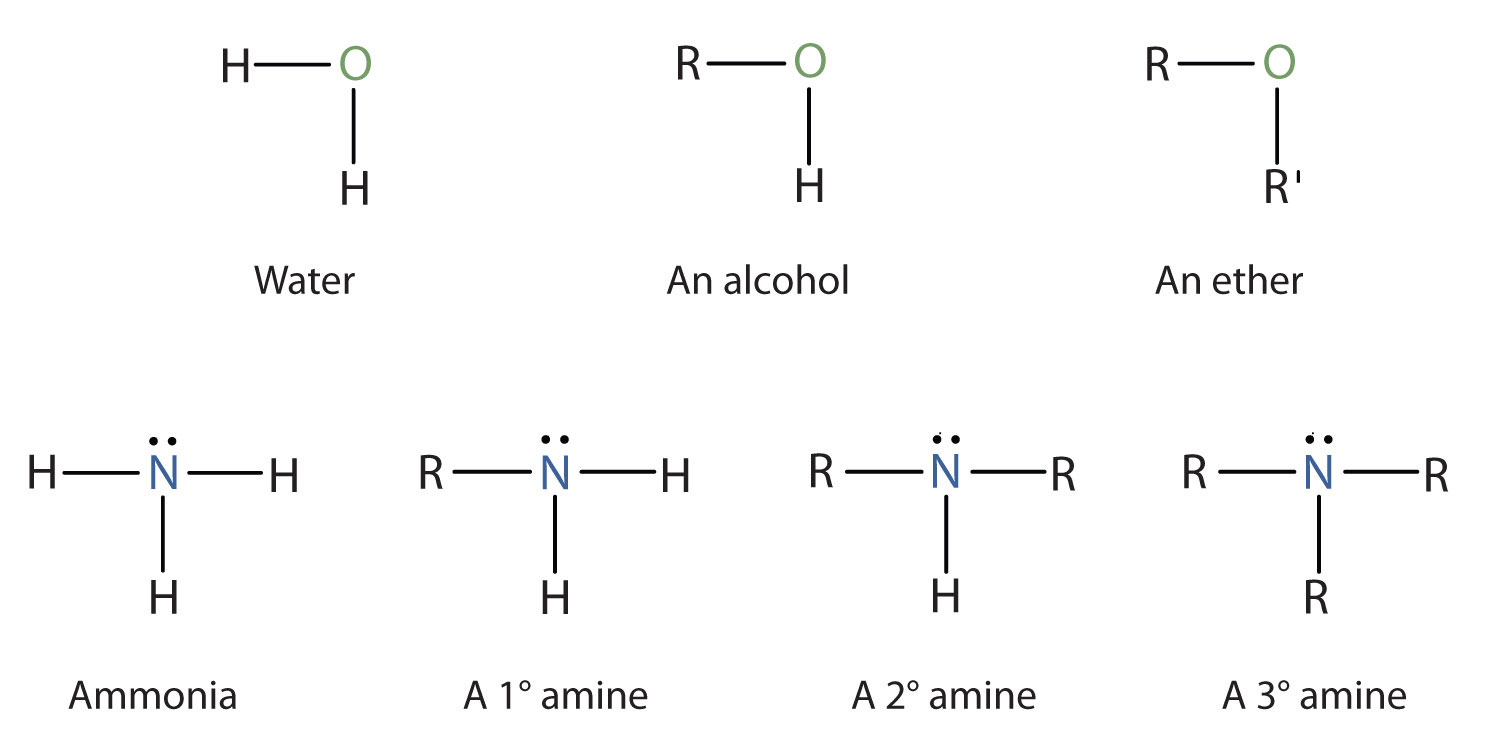 H O R O R O
H H R'
Water An alcohol An ether
H N H R N H R N R R N R
H H H R
Ammonia A 1° amine A 2° amine A 3° amine